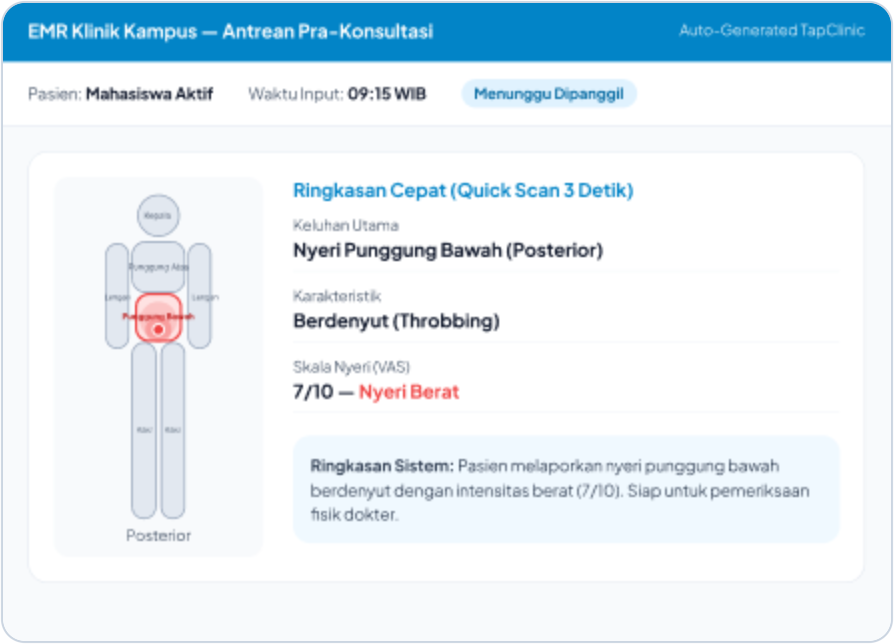 EMR Klinik Kampus — Antrean Pra-Konsultasi
Auto-Generated TapClinic
Pasien: Mahasiswa Aktif
Waktu Input: 09:15 WIB
Menunggu Dipanggil
Kepala
Punggung Atas
Lengan
Lengan
Punggung Bawah
Kaki
Kaki
Posterior
Ringkasan Cepat (Quick Scan 3 Detik)
Keluhan Utama
Nyeri Punggung Bawah (Posterior)
Karakteristik
Berdenyut (Throbbing)
Skala Nyeri (VAS)
7/10 — Nyeri Berat
Ringkasan Sistem: Pasien melaporkan nyeri punggung bawah
berdenyut dengan intensitas berat (7/10). Siap untuk pemeriksaan
fisik dokter.